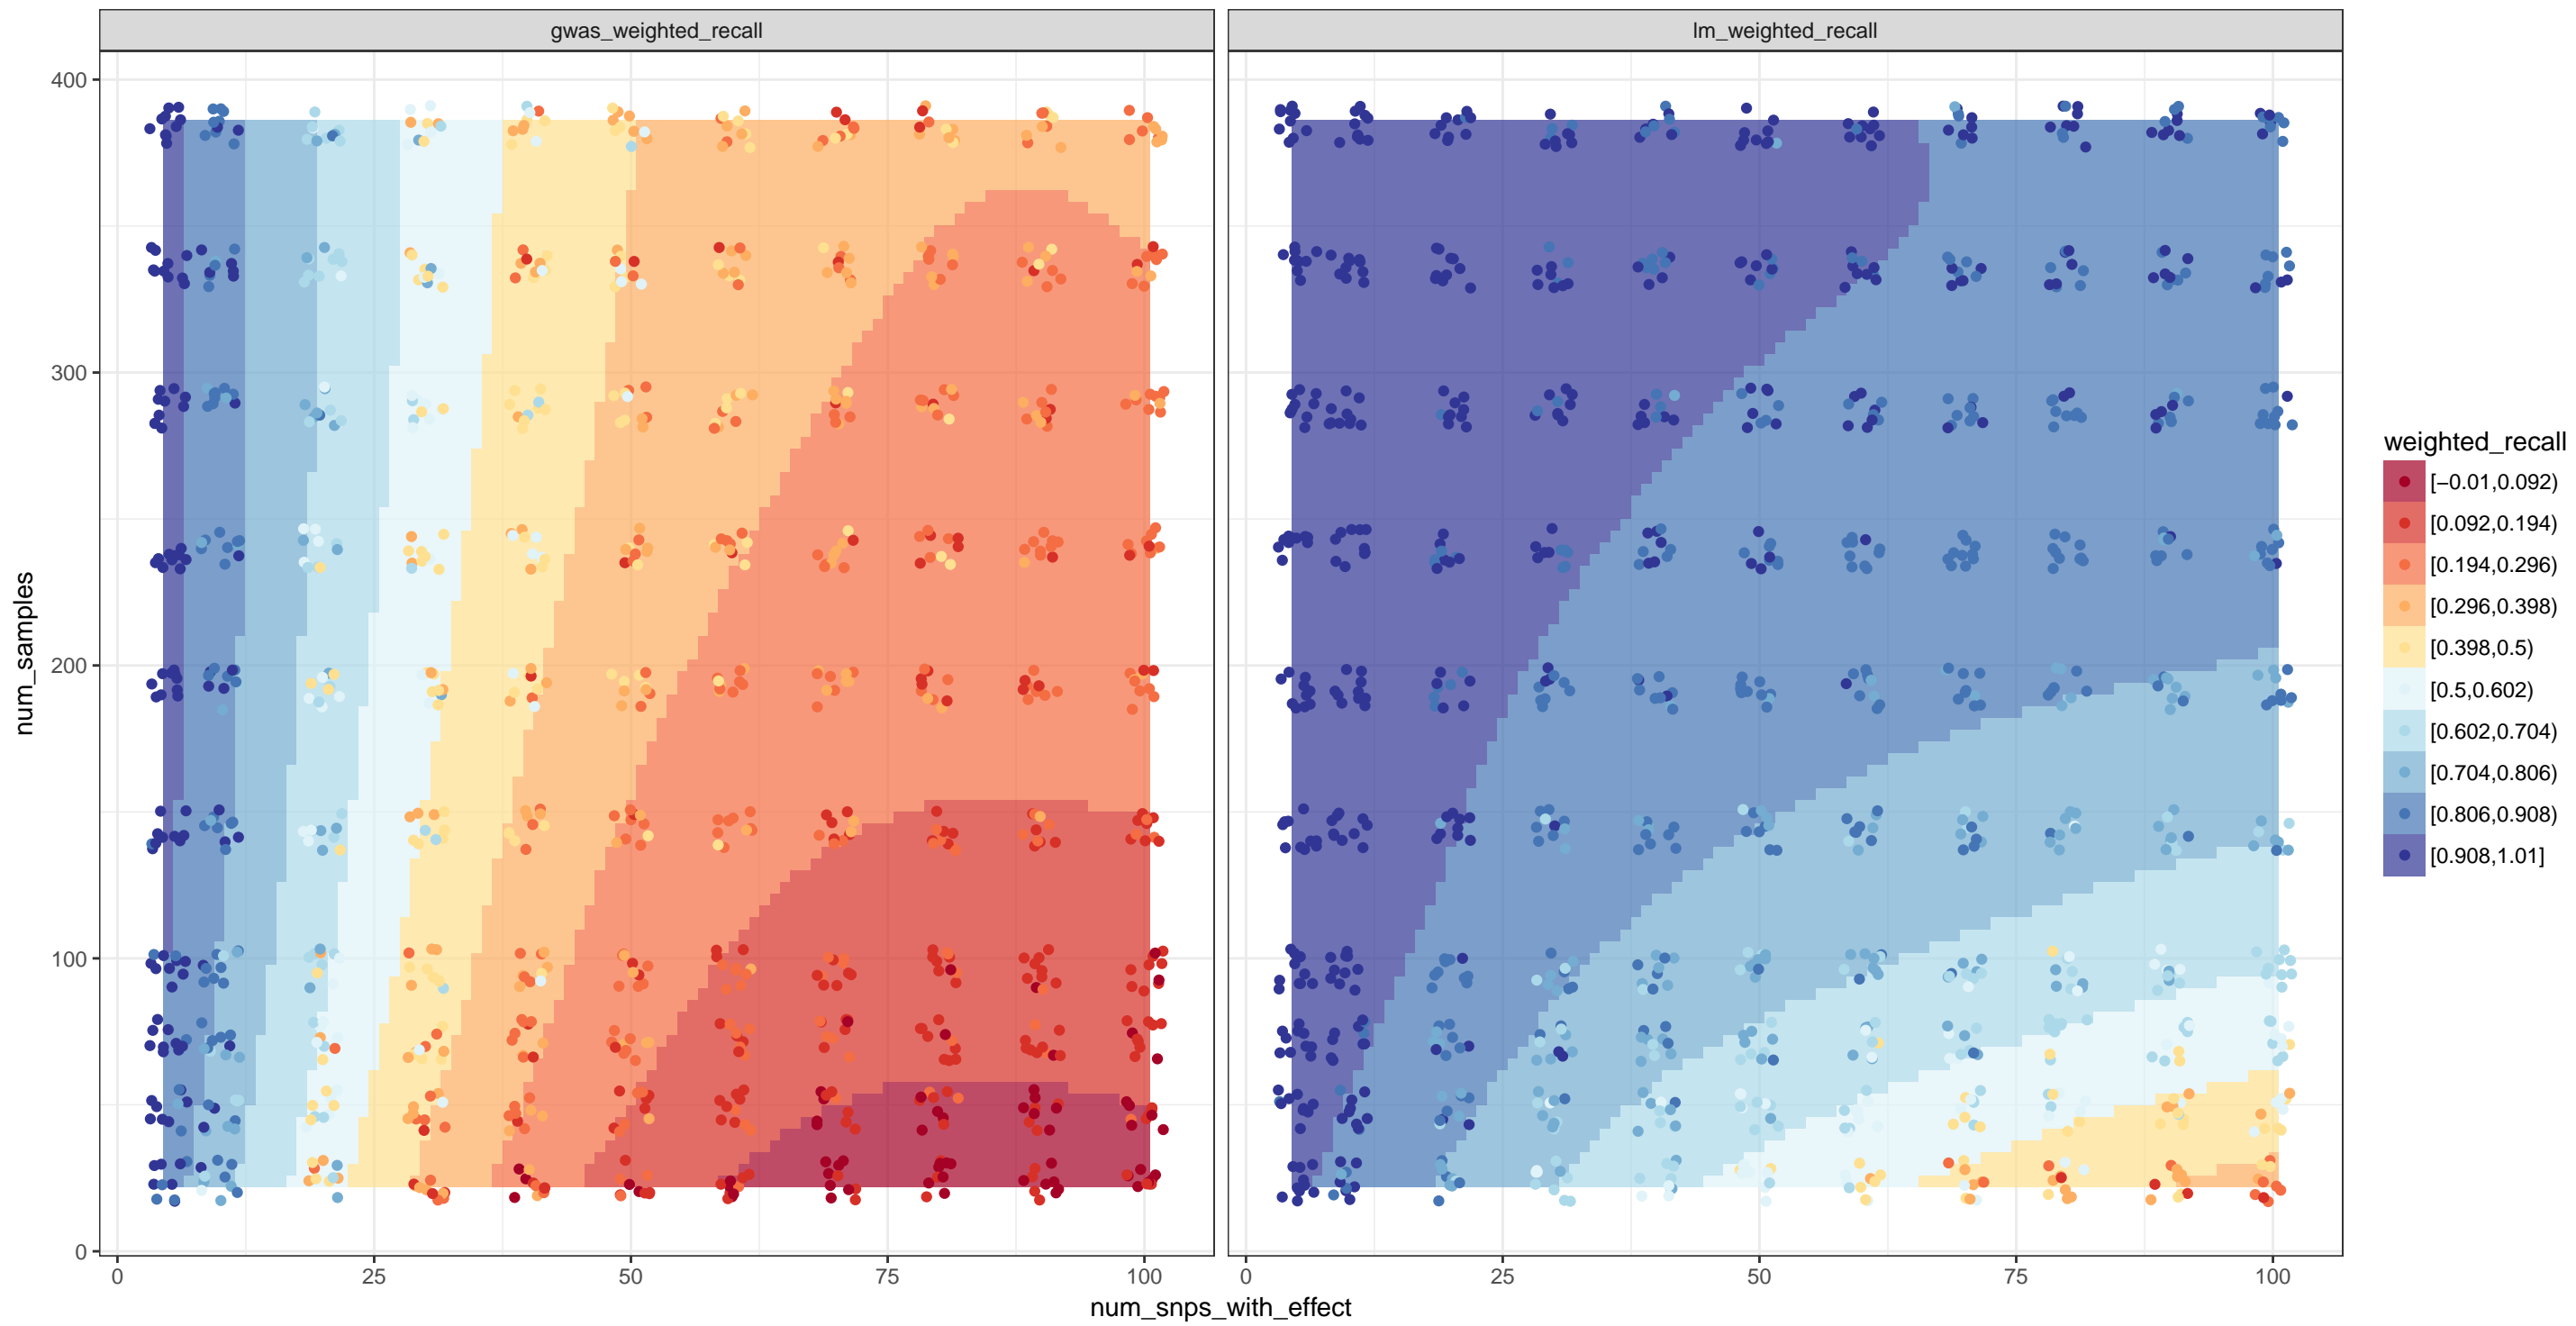 gwas_weighted_recall
lm_weighted_recall
400
300
200
100
0
num_samples
0 25 50 75 100
0 25 50 75 100
num_snps_with_effect
weighted_recall
[−0.01,0.092)
[0.092,0.194)
[0.194,0.296)
[0.296,0.398)
[0.398,0.5)
[0.5,0.602)
[0.602,0.704)
[0.704,0.806)
[0.806,0.908)
[0.908,1.01]